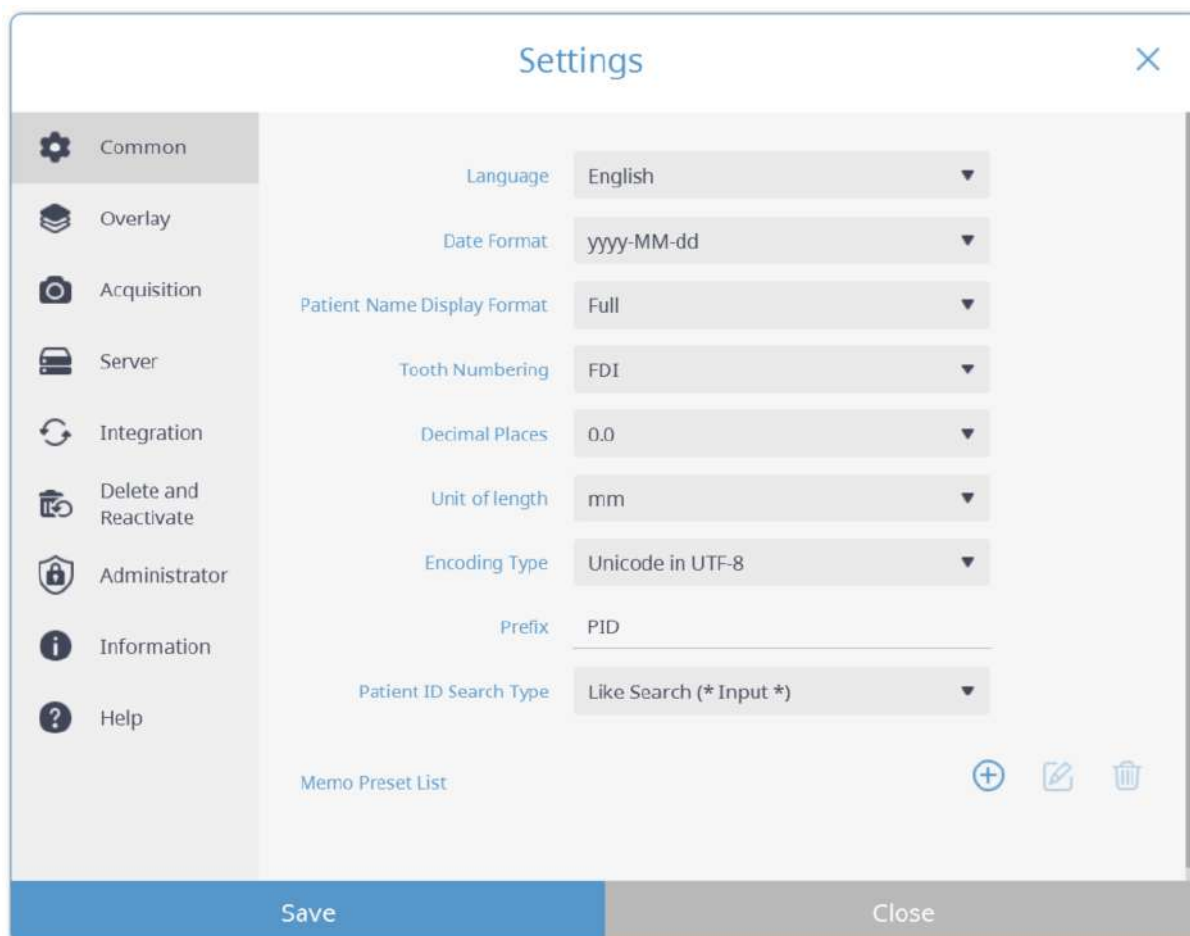 Settings
Common
Overlay
Acquisition
Server
Integration
Delete and
Reactivate
Administrator
Information
Help
Language English
Date Format yyyy-MM-dd
Patient Name Display Format Full
Tooth Numbering FDI
Decimal Places 0.0
Unit of length mm
Encoding Type Unicode in UTF-8
Prefix PID
Patient ID Search Type Like Search (* Input *)
Memo Preset List
Save Close